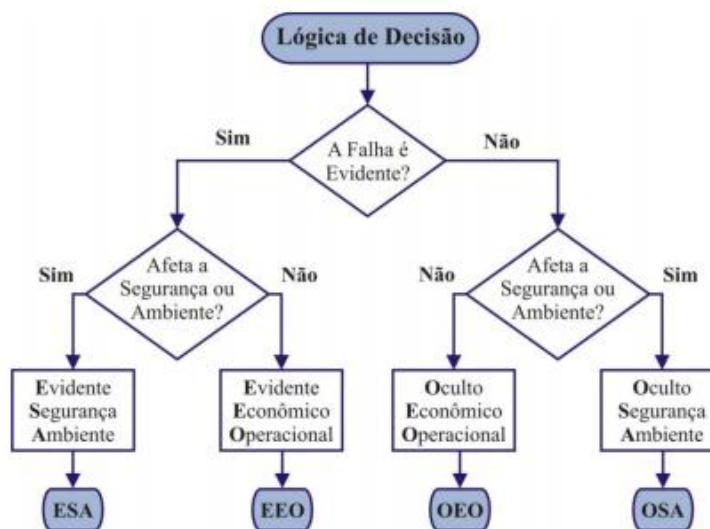 Lógica de Decisão
Sim
A Falha é
Evidente?
Não
Sim
Afeta a
Segurança ou
Ambiente?
Não
Não
Afeta a
Segurança ou
Ambiente?
Sim
Evidente
Segurança
Ambiente
Evidente
Econômico
Operacional
Oculto
Econômico
Operacional
Oculto
Segurança
Ambiente
ESA
EEO
OEO
OSA